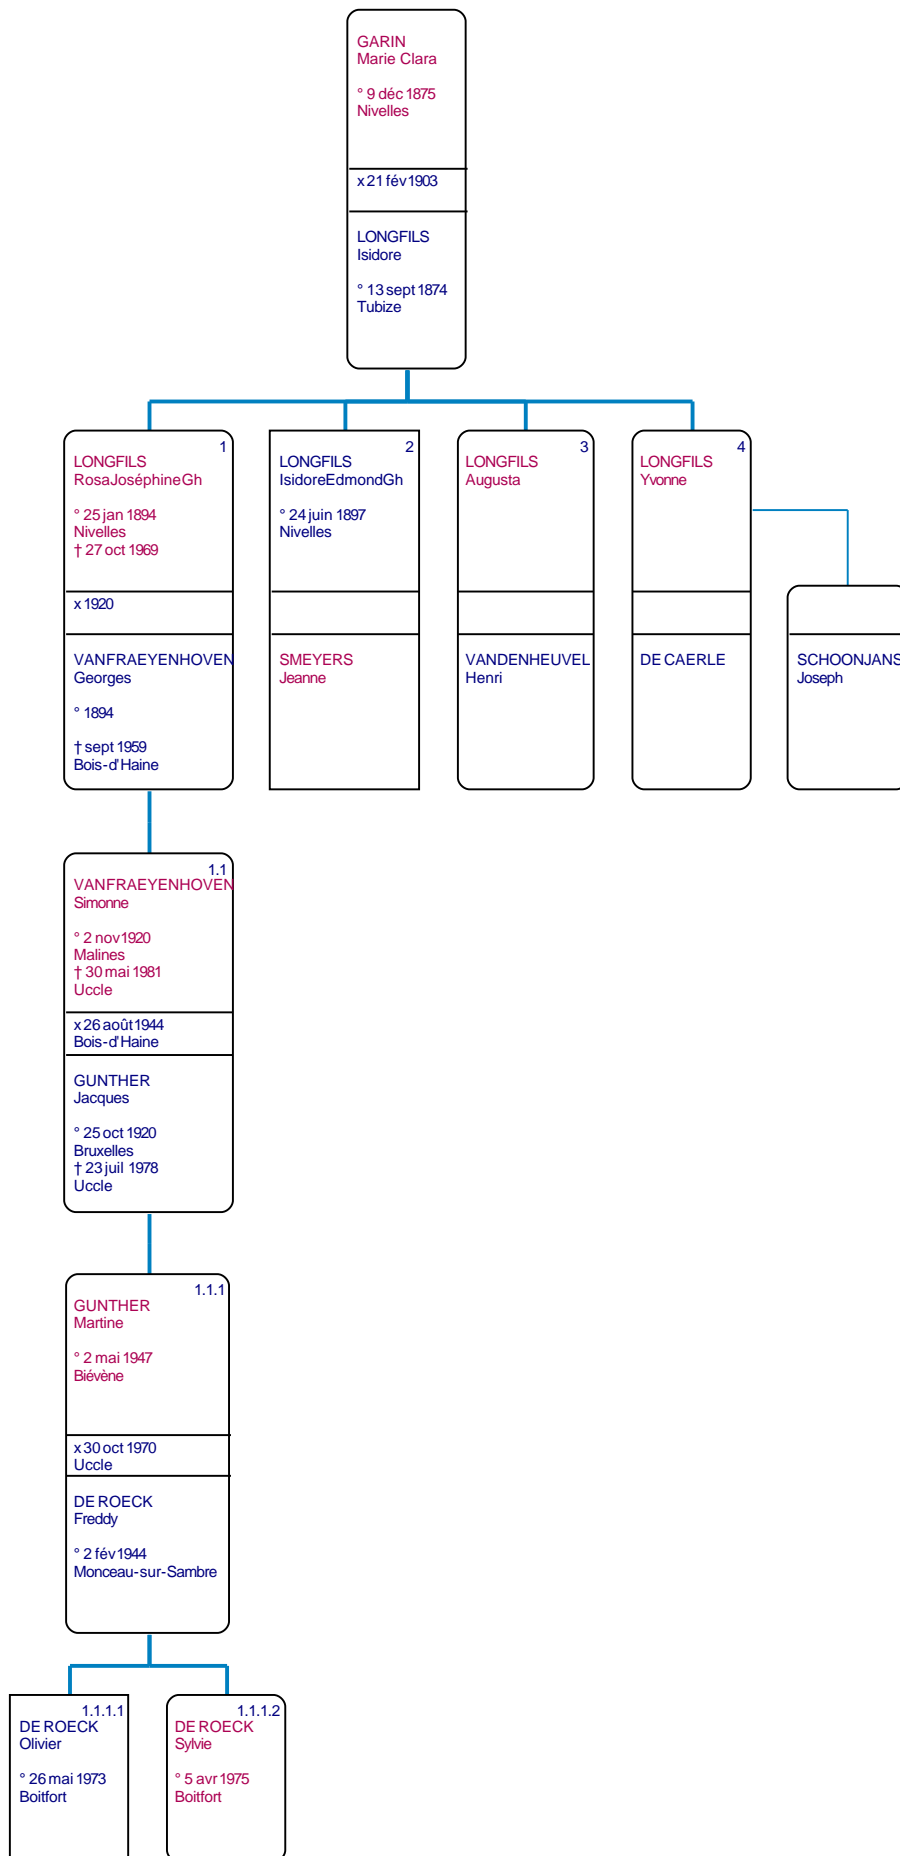 GARIN
Marie Clara
° 9 déc 1875
Nivelles
x 21 fév 1903
LONGFILS
Isidore
° 13 sept 1874
Tubize
1
LONGFILS
RosaJoséphineGh
° 25 jan 1894
Nivelles
† 27 oct 1969
x 1920
VANFRAEYENHOVEN
Georges
° 1894
† sept 1959
Bois-d'Haine
2
LONGFILS
IsidoreEdmondGh
° 24 juin 1897
Nivelles
SMEYERS
Jeanne
3
LONGFILS
Augusta
VANDENHEUVEL
Henri
4
LONGFILS
Yvonne
DE CAERLE
SCHOONJANS
Joseph
1.1
VANFRAEYENHOVEN
Simonne
° 2 nov 1920
Malines
† 30 mai 1981
Uccle
x 26 août 1944
Bois-d'Haine
GUNTHER
Jacques
° 25 oct 1920
Bruxelles
† 23 juil 1978
Uccle
1.1.1
GUNTHER
Martine
° 2 mai 1947
Biévène
x 30 oct 1970
Uccle
DE ROECK
Freddy
° 2 fév 1944
Monceau-sur-Sambre
1.1.1.1
DE ROECK
Olivier
° 26 mai 1973
Boitfort
1.1.1.2
DE ROECK
Sylvie
° 5 avr 1975
Boitfort